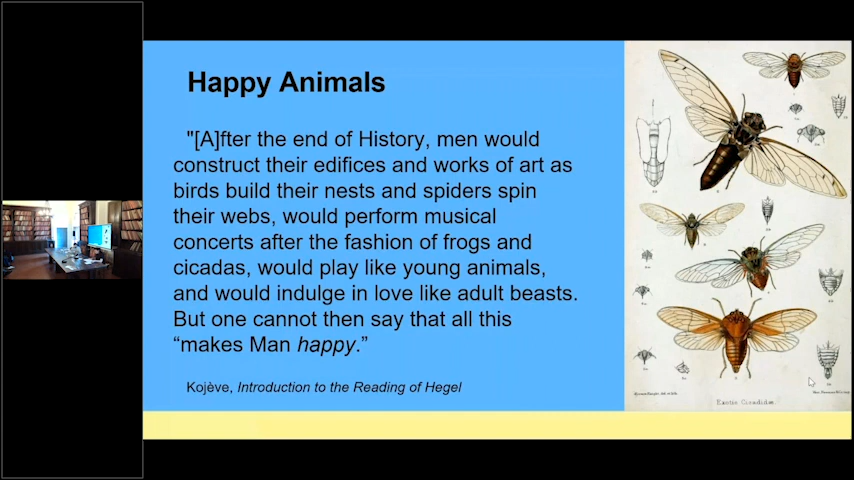 Happy Animals
"[A]fter the end of History, men would
construct their edifices and works of art as
birds build their nests and spiders spin
their webs, would perform musical
concerts after the fashion of frogs and
cicadas, would play like young animals,
and would indulge in love like adult beasts.
But one cannot then say that all this
“makes Man happy.”
Kojève, Introduction to the Reading of Hegel
Exotic Cicadidæ.